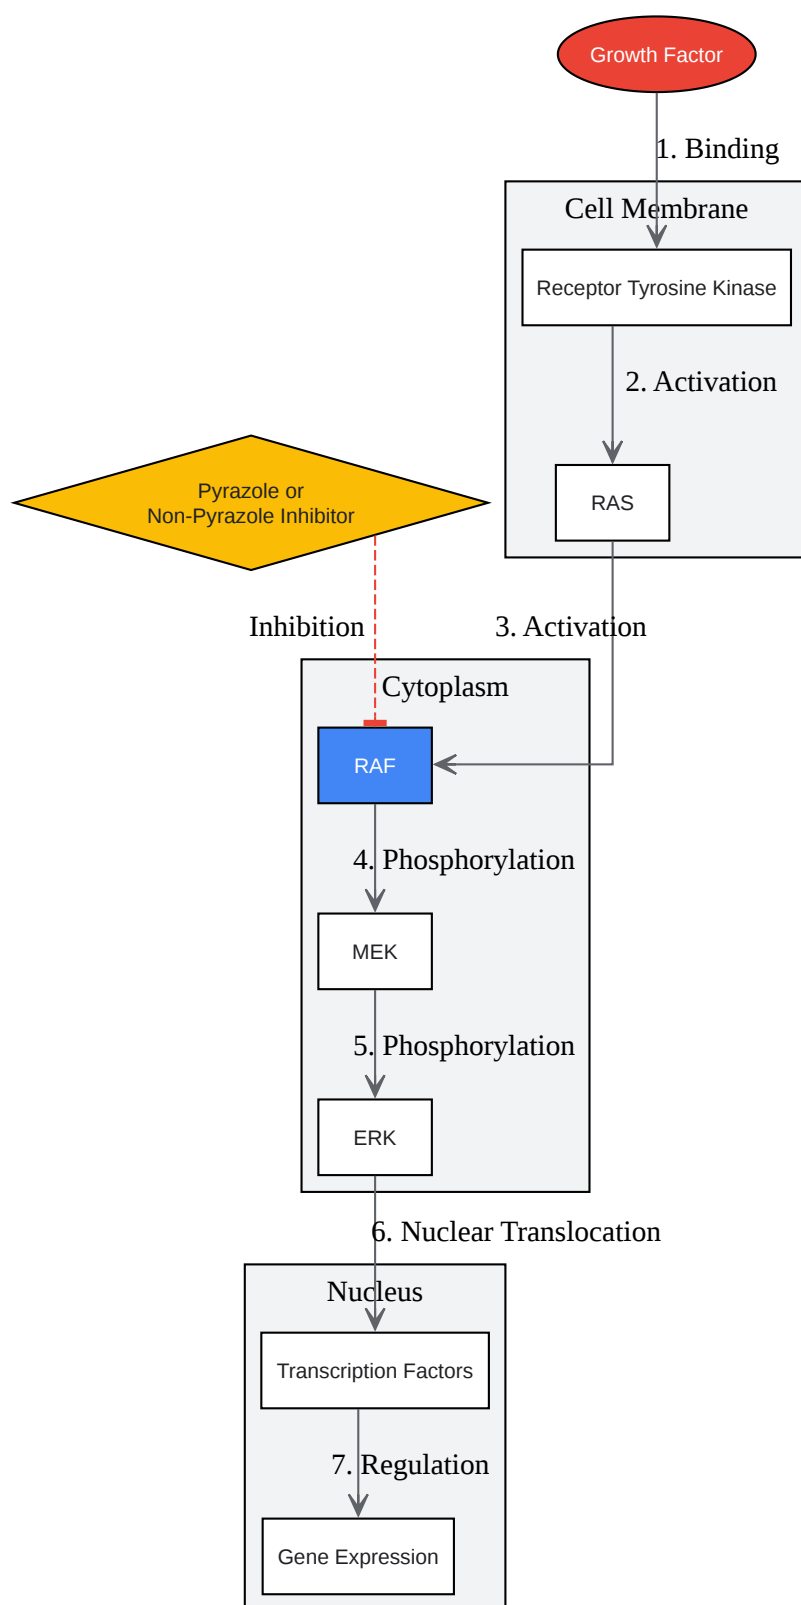 Growth Factor
1. Binding
Cell Membrane
Receptor Tyrosine Kinase
2. Activation
Pyrazole or
Non-Pyrazole Inhibitor
RAS
Inhibition
3. Activation
Cytoplasm
RAF
4. Phosphorylation
MEK
5. Phosphorylation
ERK
6. Nuclear Translocation
Nucleus
Transcription Factors
7. Regulation
Gene Expression